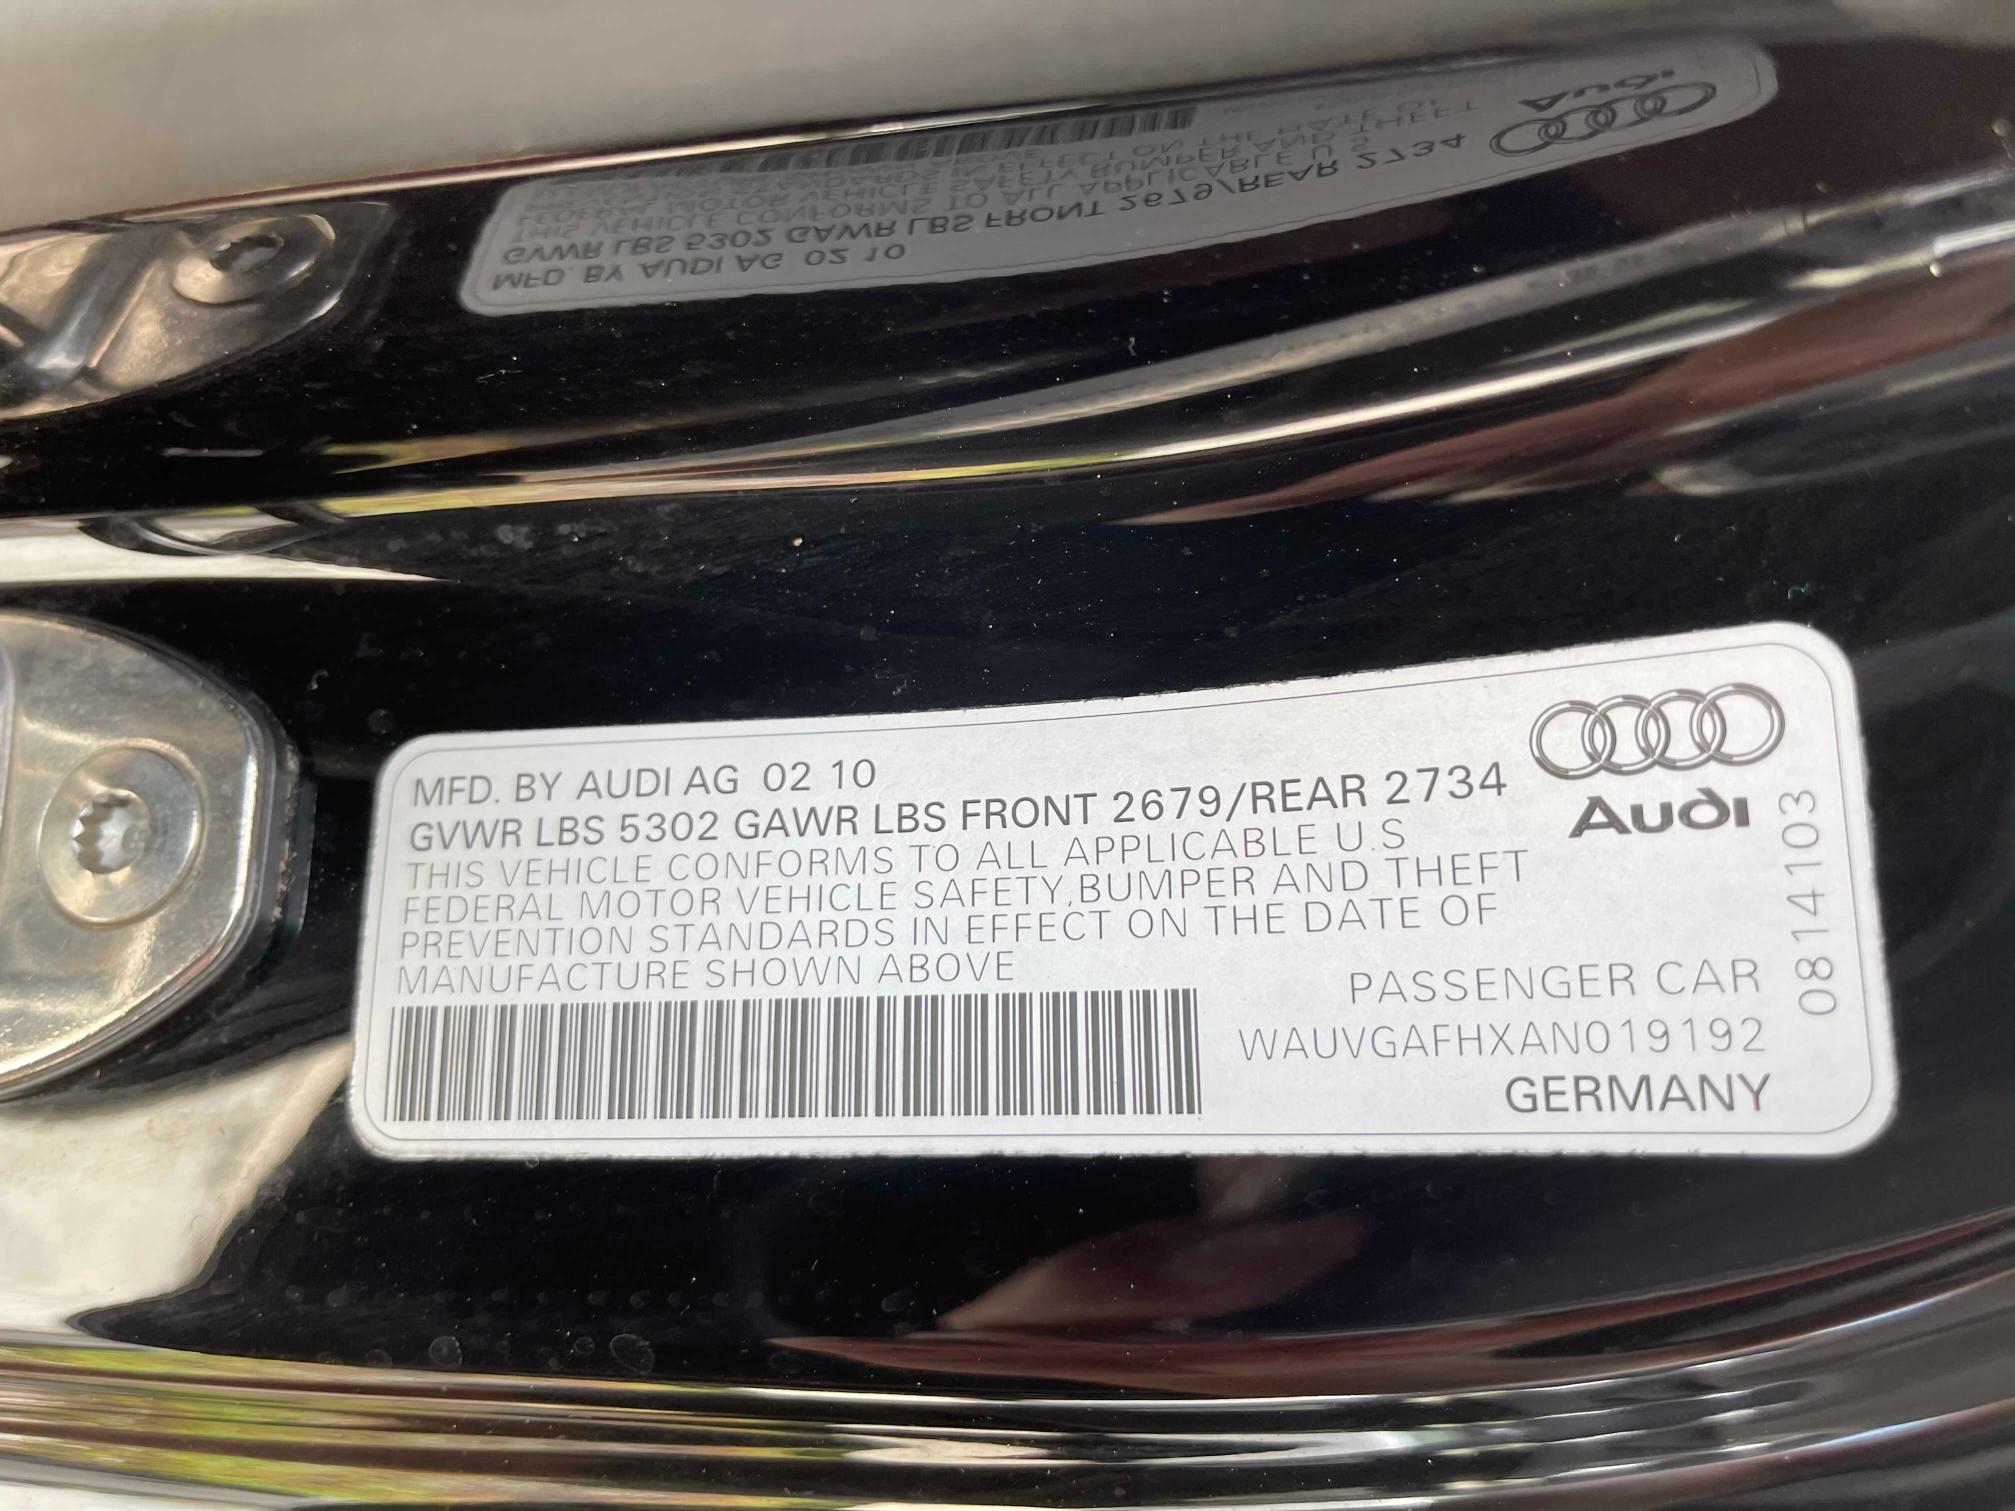 MFD. BY AUDI AG 02 10
GVWR LBS 5302 GAWR LBS FRONT 2679/REAR 2734
THIS VEHICLE CONFORMS TO ALL APPLICABLE U.S
FEDERAL MOTOR VEHICLE SAFETY,BUMPER AND THEFT
PREVENTION STANDARDS IN EFFECT ON THE DATE OF
MANUFACTURE SHOWN ABOVE
Audi
PASSENGER CAR
WAUVGAFHXAN019192
GERMANY
0814103